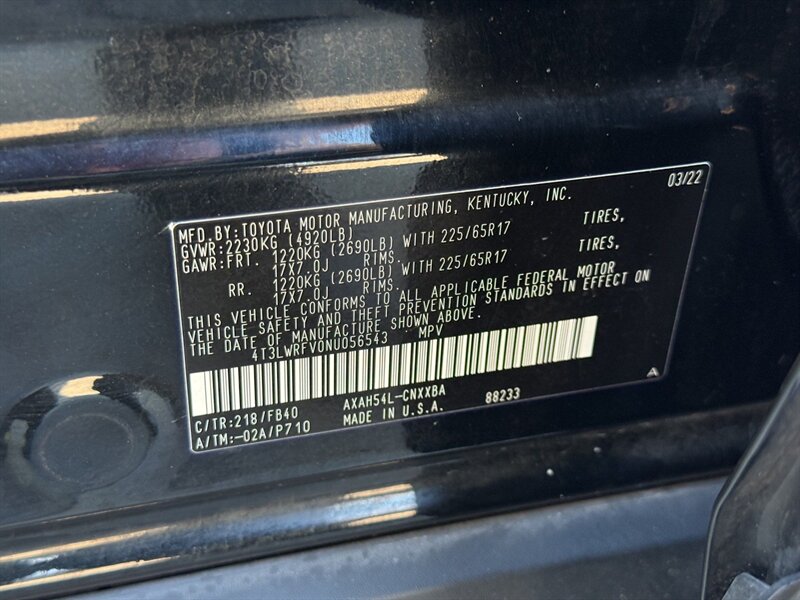 03/22
MFD.BY:TOYOTA MOTOR MANUFACTURING, KENTUCKY, INC.
GVWR:2230KG (4920LB)
GAWR:FRT. 1220KG (2690LB) WITH 225/65R17 TIRES,
17X7.0J RIMS.
RR. 1220KG (2690LB) WITH 225/65R17 TIRES,
17X7.0J RIMS.
THIS VEHICLE CONFORMS TO ALL APPLICABLE FEDERAL MOTOR
VEHICLE SAFETY AND THEFT PREVENTION STANDARDS IN EFFECT ON
THE DATE OF MANUFACTURE SHOWN ABOVE.
4T3LWRFV0NU056543 MPV
C/TR:218/FB40 AXAH54L-CNXXBA 88233
A/TM:-02A/P710 MADE IN U.S.A. A